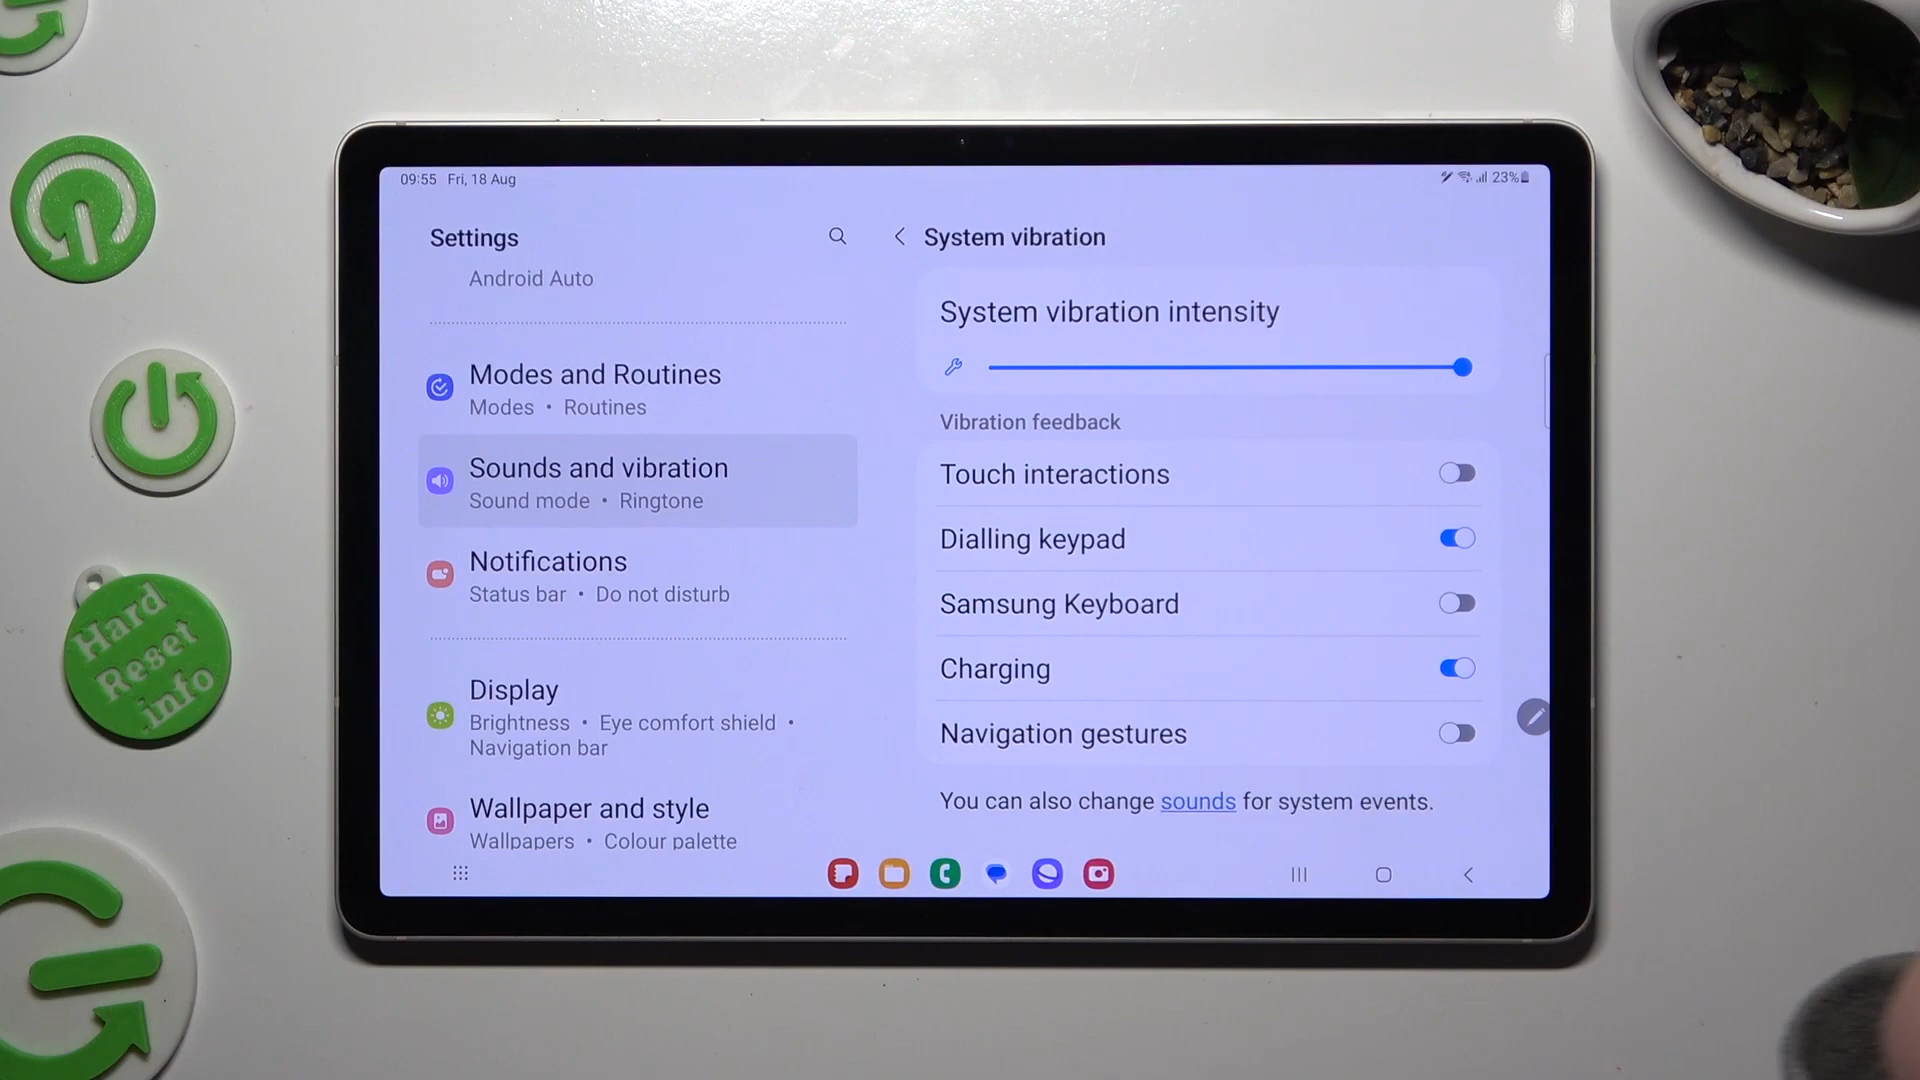 09:55 Fri, 18 Aug
23%
Settings
Android Auto
Modes and Routines
Modes • Routines
Sounds and vibration
Sound mode • Ringtone
Notifications
Status bar • Do not disturb
Display
Brightness • Eye comfort shield •
Navigation bar
Wallpaper and style
Wallpapers • Colour palette
System vibration
System vibration intensity
Vibration feedback
Touch interactions
Dialling keypad
Samsung Keyboard
Charging
Navigation gestures
You can also change sounds for system events.
Hard
Reset
.info